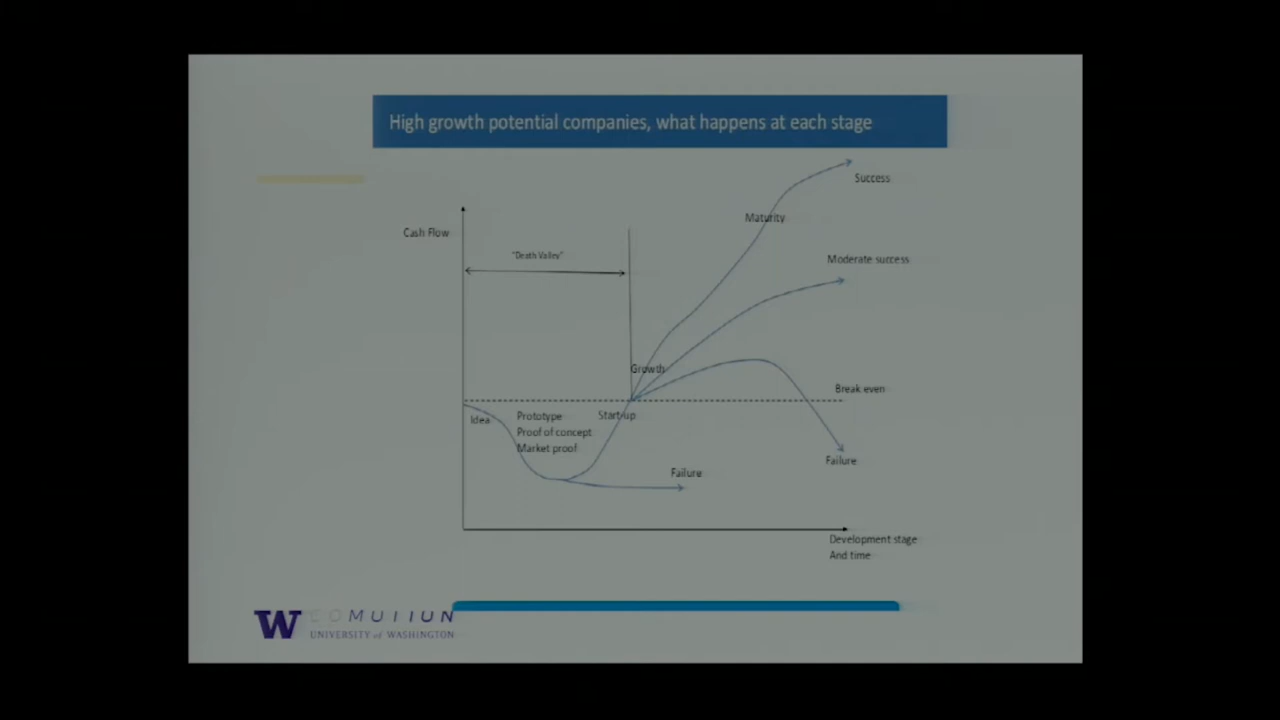 High growth potential companies, what happens at each stage
Success
Maturity
Cash Flow
"Death Valley"
Moderate success
Growth
Break even
Idea
Prototype
Start-up
Proof of concept
Market proof
Failure
Failure
Development stage
And time
W
UNIVERSITY of WASHINGTON